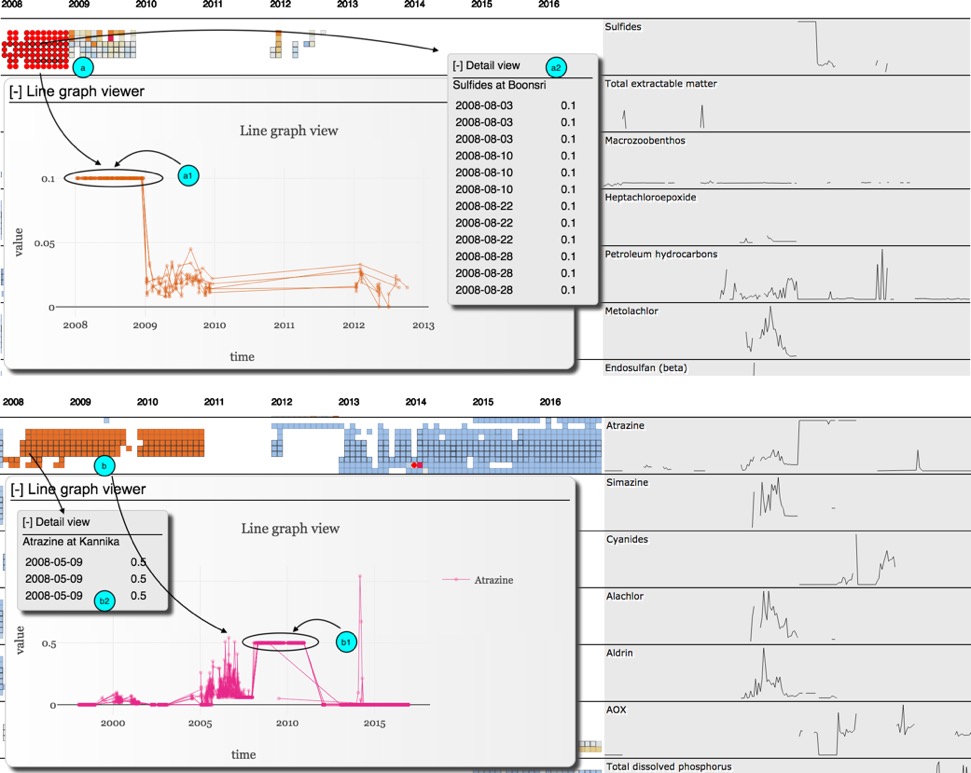 2008 2009 2010 2011 2012 2013 2014 2015 2016
Sulfides
a
[-] Detail view
a2
Sulfides at Boonsri
2008-08-03 0.1
2008-08-03 0.1
2008-08-03 0.1
2008-08-10 0.1
2008-08-10 0.1
2008-08-10 0.1
2008-08-22 0.1
2008-08-22 0.1
2008-08-22 0.1
2008-08-28 0.1
2008-08-28 0.1
2008-08-28 0.1
[-] Line graph viewer
Line graph view
a1
0.1
0.05
0
value
2008 2009 2010 2011 2012 2013
time
Total extractable matter
Macrozoobenthos
Heptachloroepoxide
Petroleum hydrocarbons
Metolachlor
Endosulfan (beta)
2008 2009 2010 2011 2012 2013 2014 2015 2016
Atrazine
b
[-] Line graph viewer
Line graph view
[-] Detail view
Atrazine at Kannika
2008-05-09 0.5
2008-05-09 0.5
2008-05-09 0.5
b2
Atrazine
b1
0.5
0
value
2000 2005 2010 2015
time
Simazine
Cyanides
Alachlor
Aldrin
AOX
Total dissolved phosphorus